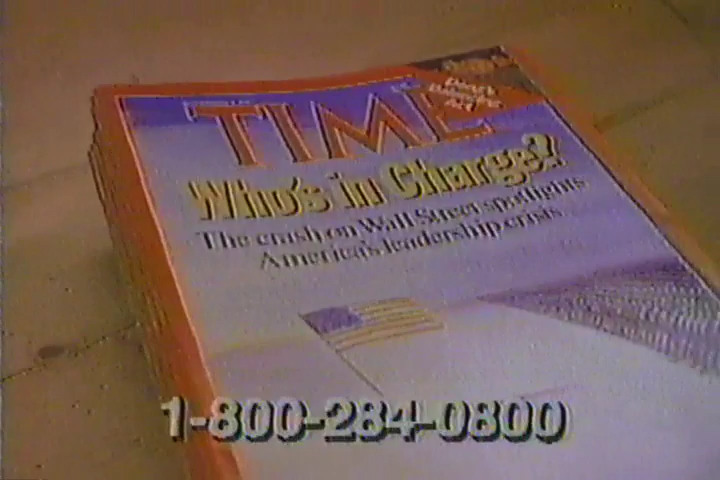 TIME
Who's in Charge?
The crash on Wall Street spotlights
America's leadership crisis
1-800-284-0800